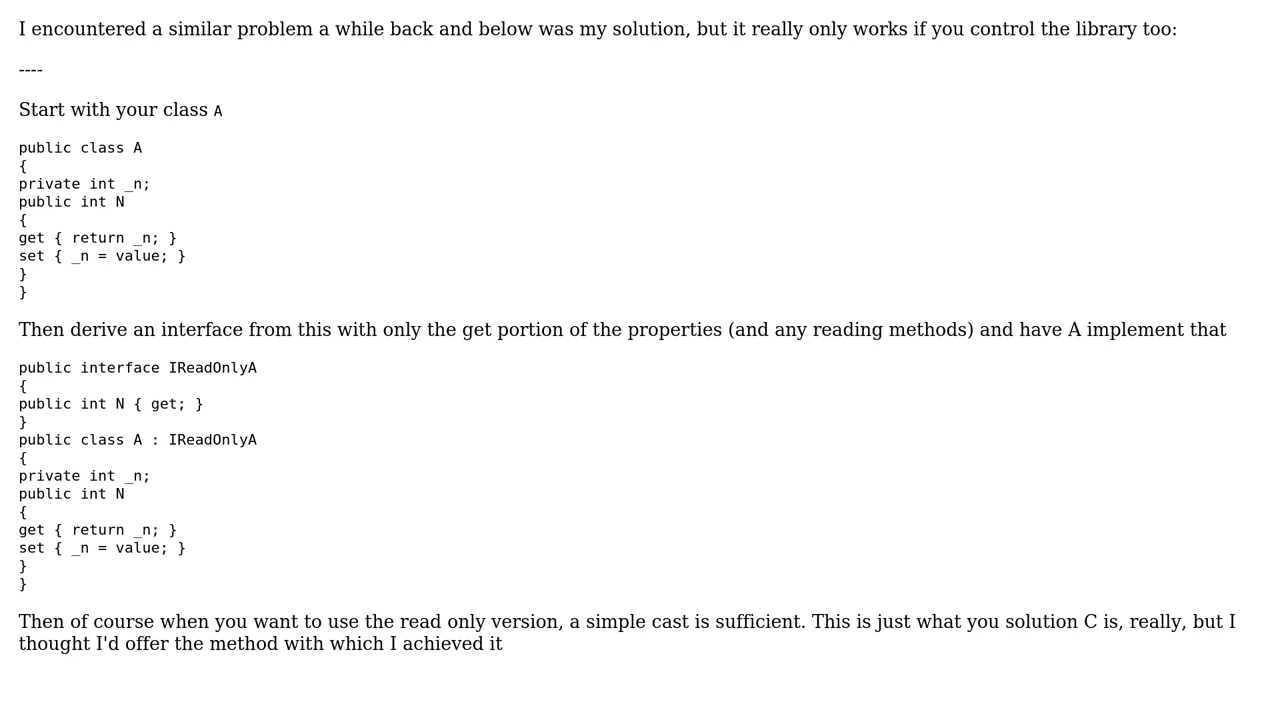 I encountered a similar problem a while back and below was my solution, but it really only works if you control the library too:
----
Start with your class A
public class A
{
private int _n;
public int N
{
get { return _n; }
set { _n = value; }
}
}
Then derive an interface from this with only the get portion of the properties (and any reading methods) and have A implement that
public interface IReadOnlyA
{
public int N { get; }
}
public class A : IReadOnlyA
{
private int _n;
public int N
{
get { return _n; }
set { _n = value; }
}
}
Then of course when you want to use the read only version, a simple cast is sufficient. This is just what you solution C is, really, but I
thought I'd offer the method with which I achieved it